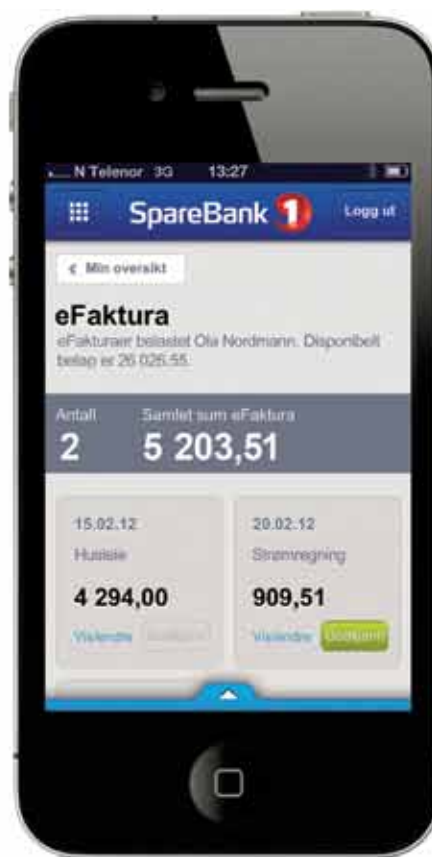 N Telenor 3G 13:27
SpareBank 1 Logg ut
Min oversikt
eFaktura
eFakturaer belastet Ola Nordmann. Disponibelt
beløp er 26 026,55.
Antall Samlet sum eFaktura
2 5 203,51
15.02.12 20.02.12
Husleie Strømregning
4 294,00 909,51
Vis/endre Godkjent Vis/endre Godkjenn